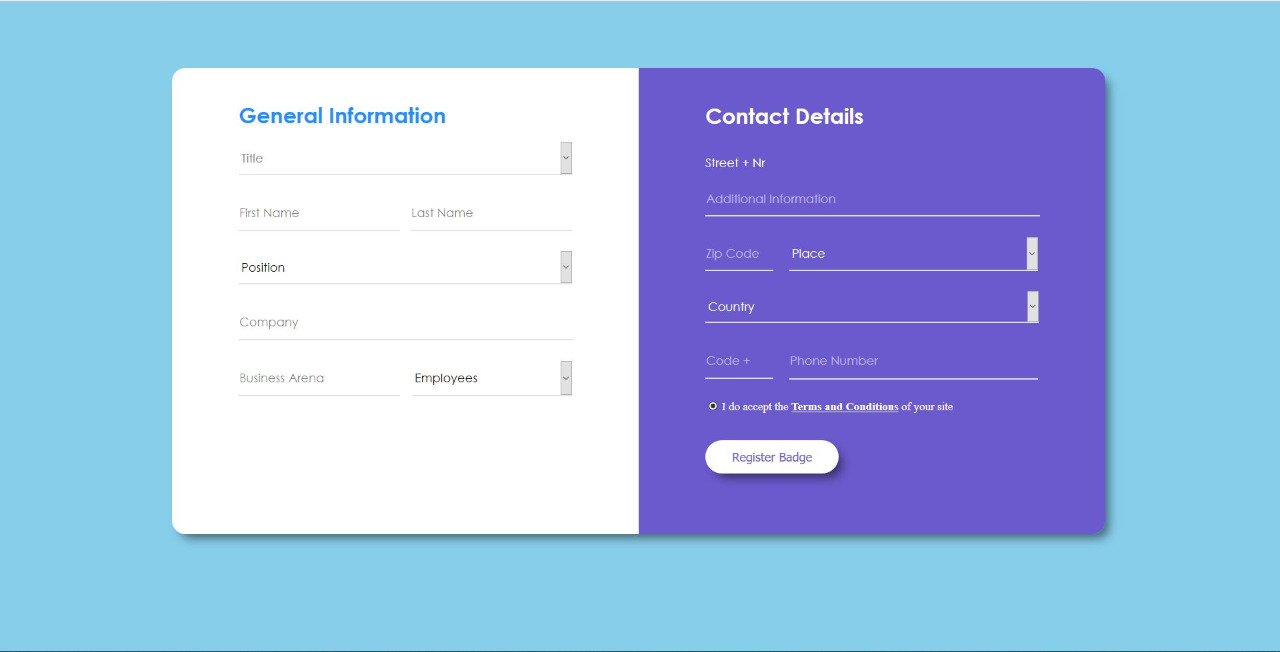 General Information
Title
First Name Last Name
Position
Company
Business Arena Employees
Contact Details
Street + Nr
Additional Information
Zip Code Place
Country
Code + Phone Number
I do accept the Terms and Conditions of your site
Register Badge